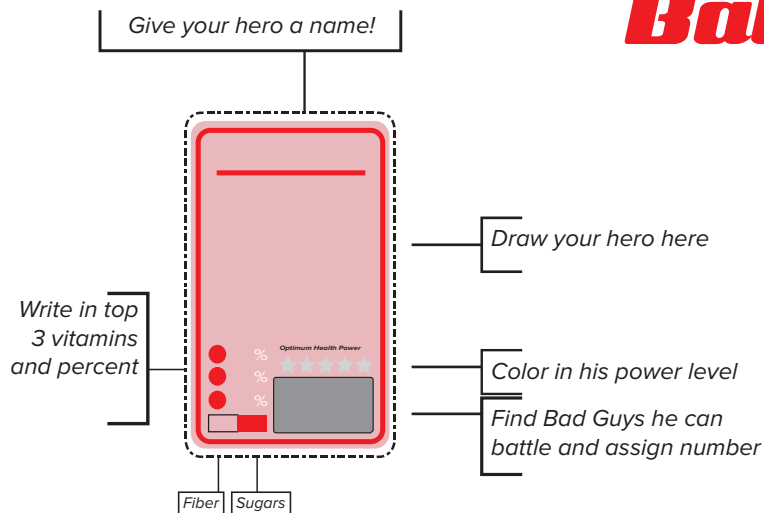 Give your hero a name!
Draw your hero here
Write in top
3 vitamins
and percent
Optimum Health Power
%
%
%
Color in his power level
Find Bad Guys he can
battle and assign number
Fiber
Sugars